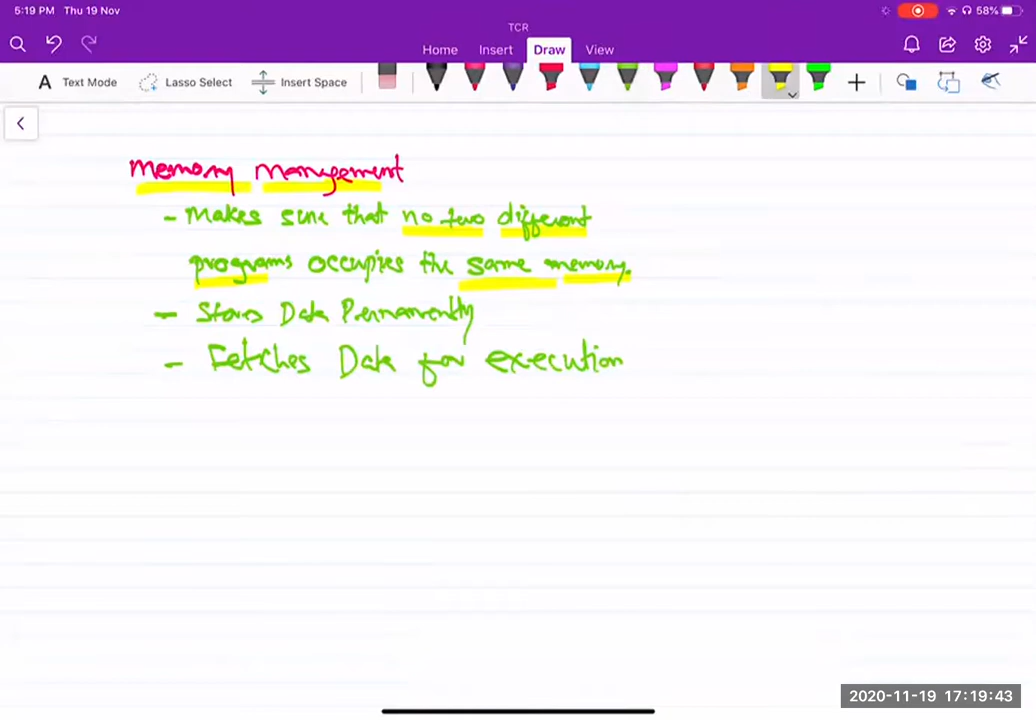 5:19 PM Thu 19 Nov
58%
TCR
Home Insert Draw View
A Text Mode Lasso Select Insert Space
Memory Management
- Makes sure that no two different
programs occupies the same memory.
- Stores Data Permanently
- Fetches Data for execution
2020-11-19 17:19:43